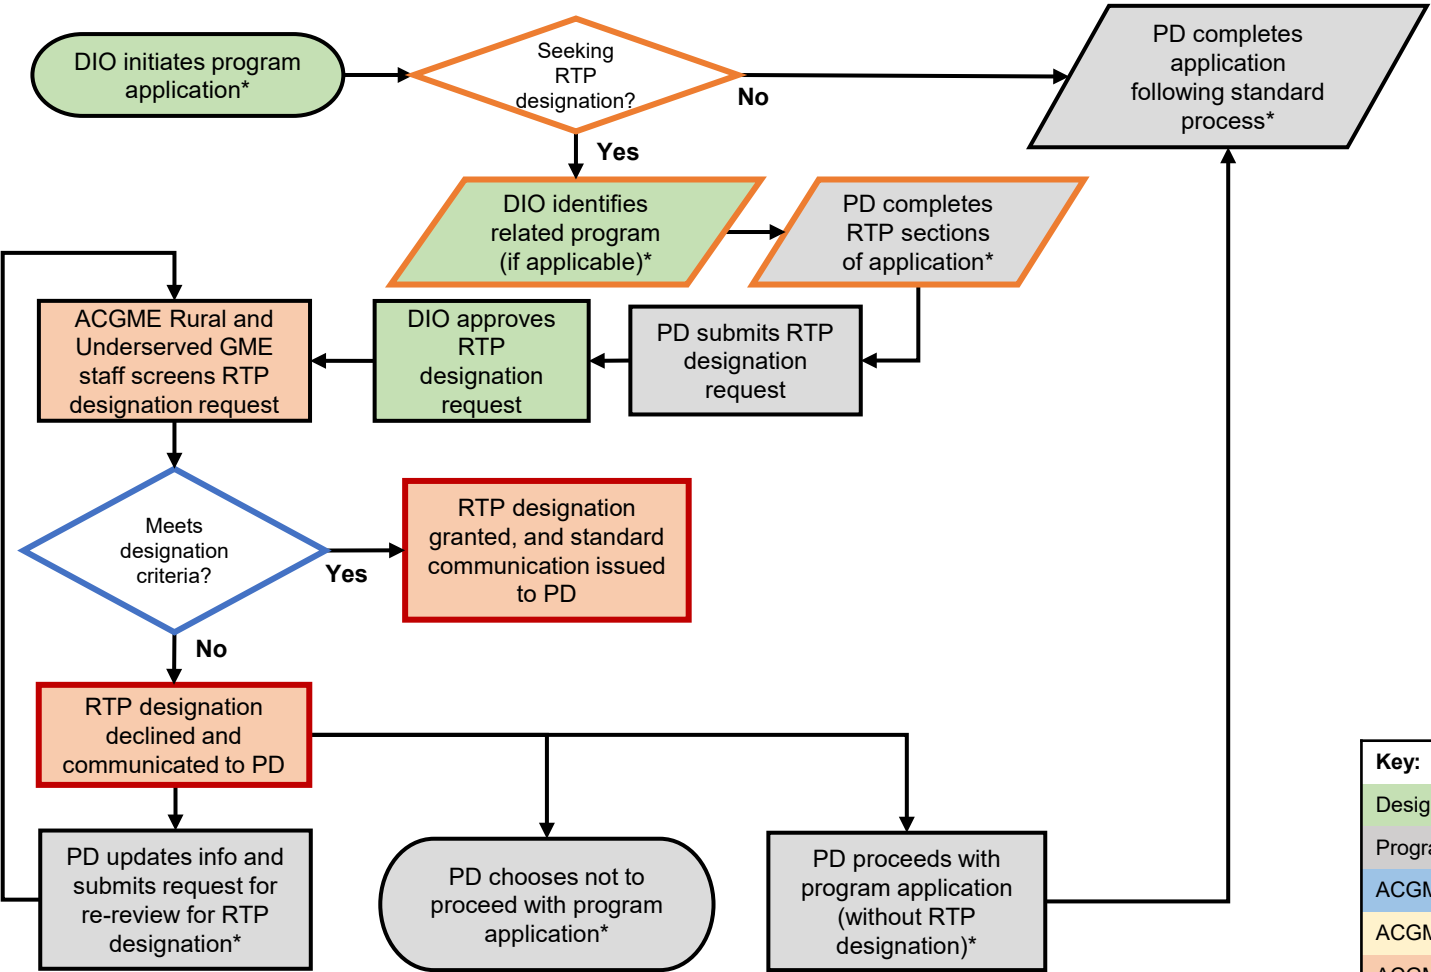 DIO initiates program
application*
Seeking
RTP
designation?
No
Yes
PD completes
application
following standard
process*
DIO identifies
related program
(if applicable)*
PD completes
RTP sections
of application*
ACGME Rural and
Underserved GME
staff screens RTP
designation request
DIO approves
RTP
designation
request
PD submits RTP
designation
request
Meets
designation
criteria?
Yes
No
RTP designation
granted, and standard
communication issued
to PD
RTP designation
declined and
communicated to PD
PD updates info and
submits request for
re-review for RTP
designation*
PD chooses not to
proceed with program
application*
PD proceeds with
program application
(without RTP
designation)*
Key:
Desig
Progra
ACGM
ACGM